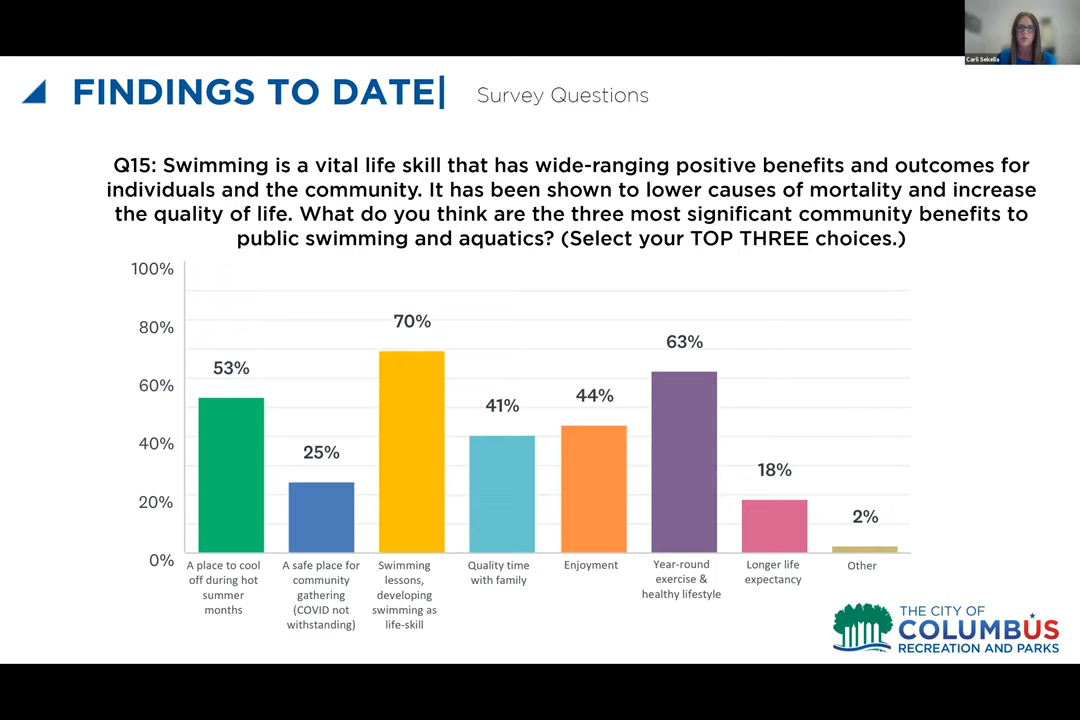 Carli Sekella
FINDINGS TO DATE|
Survey Questions
Q15: Swimming is a vital life skill that has wide-ranging positive benefits and outcomes for
individuals and the community. It has been shown to lower causes of mortality and increase
the quality of life. What do you think are the three most significant community benefits to
public swimming and aquatics? (Select your TOP THREE choices.)
100%
80%
60%
40%
20%
0%
53%
25%
70%
41%
44%
63%
18%
2%
A place to cool
off during hot
summer
months
A safe place for
community
gathering
(COVID not
withstanding)
Swimming
lessons,
developing
swimming as
life-skill
Quality time
with family
Enjoyment
Year-round
exercise &
healthy lifestyle
Longer life
expectancy
Other
THE CITY OF
COLUMBUS
RECREATION AND PARKS